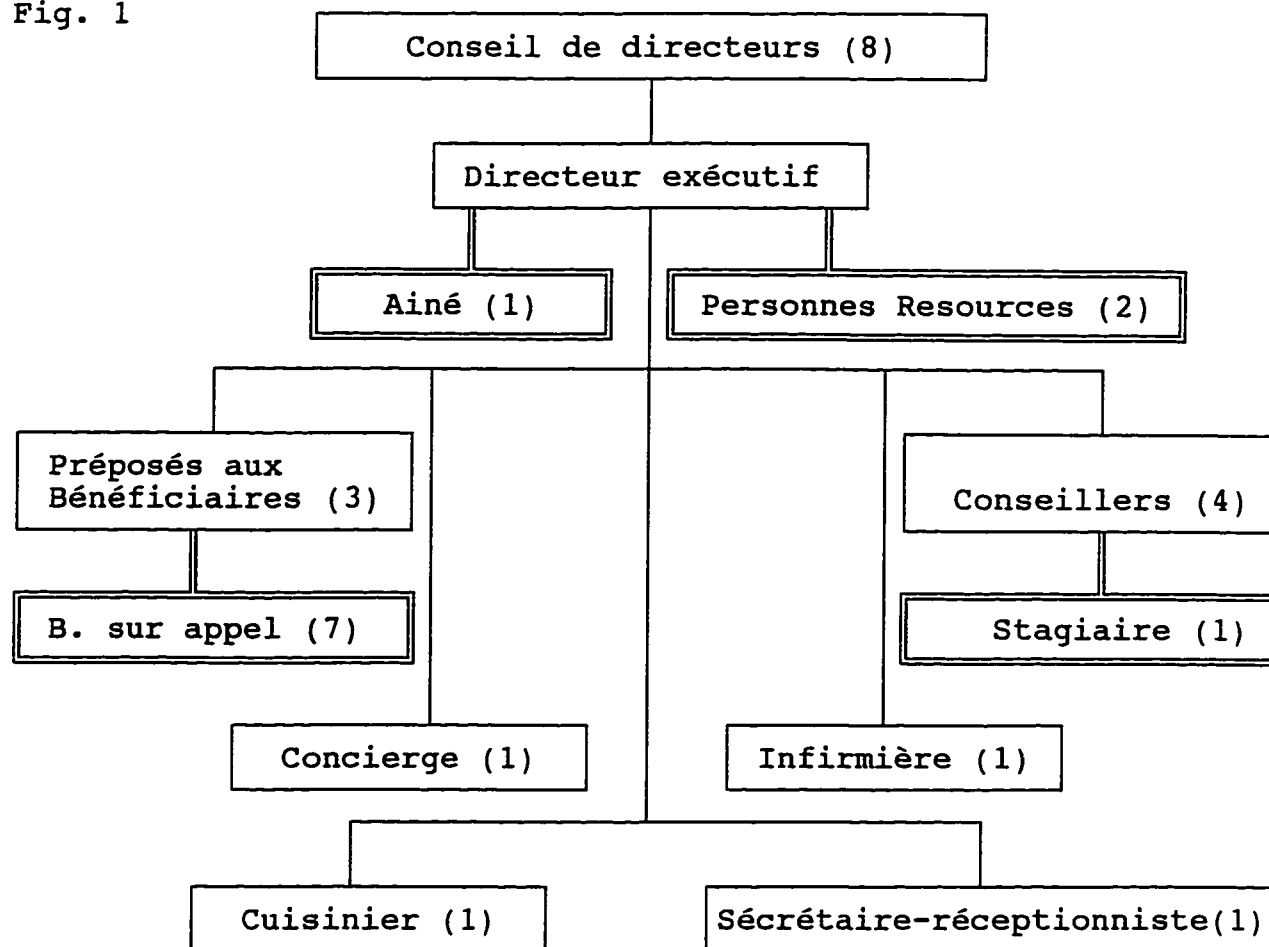 Fig. 1
Conseil de directeurs (8)
Directeur exécutif
Ainé (1)
Personnes Resources (2)
Préposés aux
Bénéficiaires (3)
Conseillers (4)
B. sur appel (7)
Stagiaire (1)
Concierge (1)
Infirmière (1)
Cuisinier (1)
Sécrétaire-réceptionniste(1)